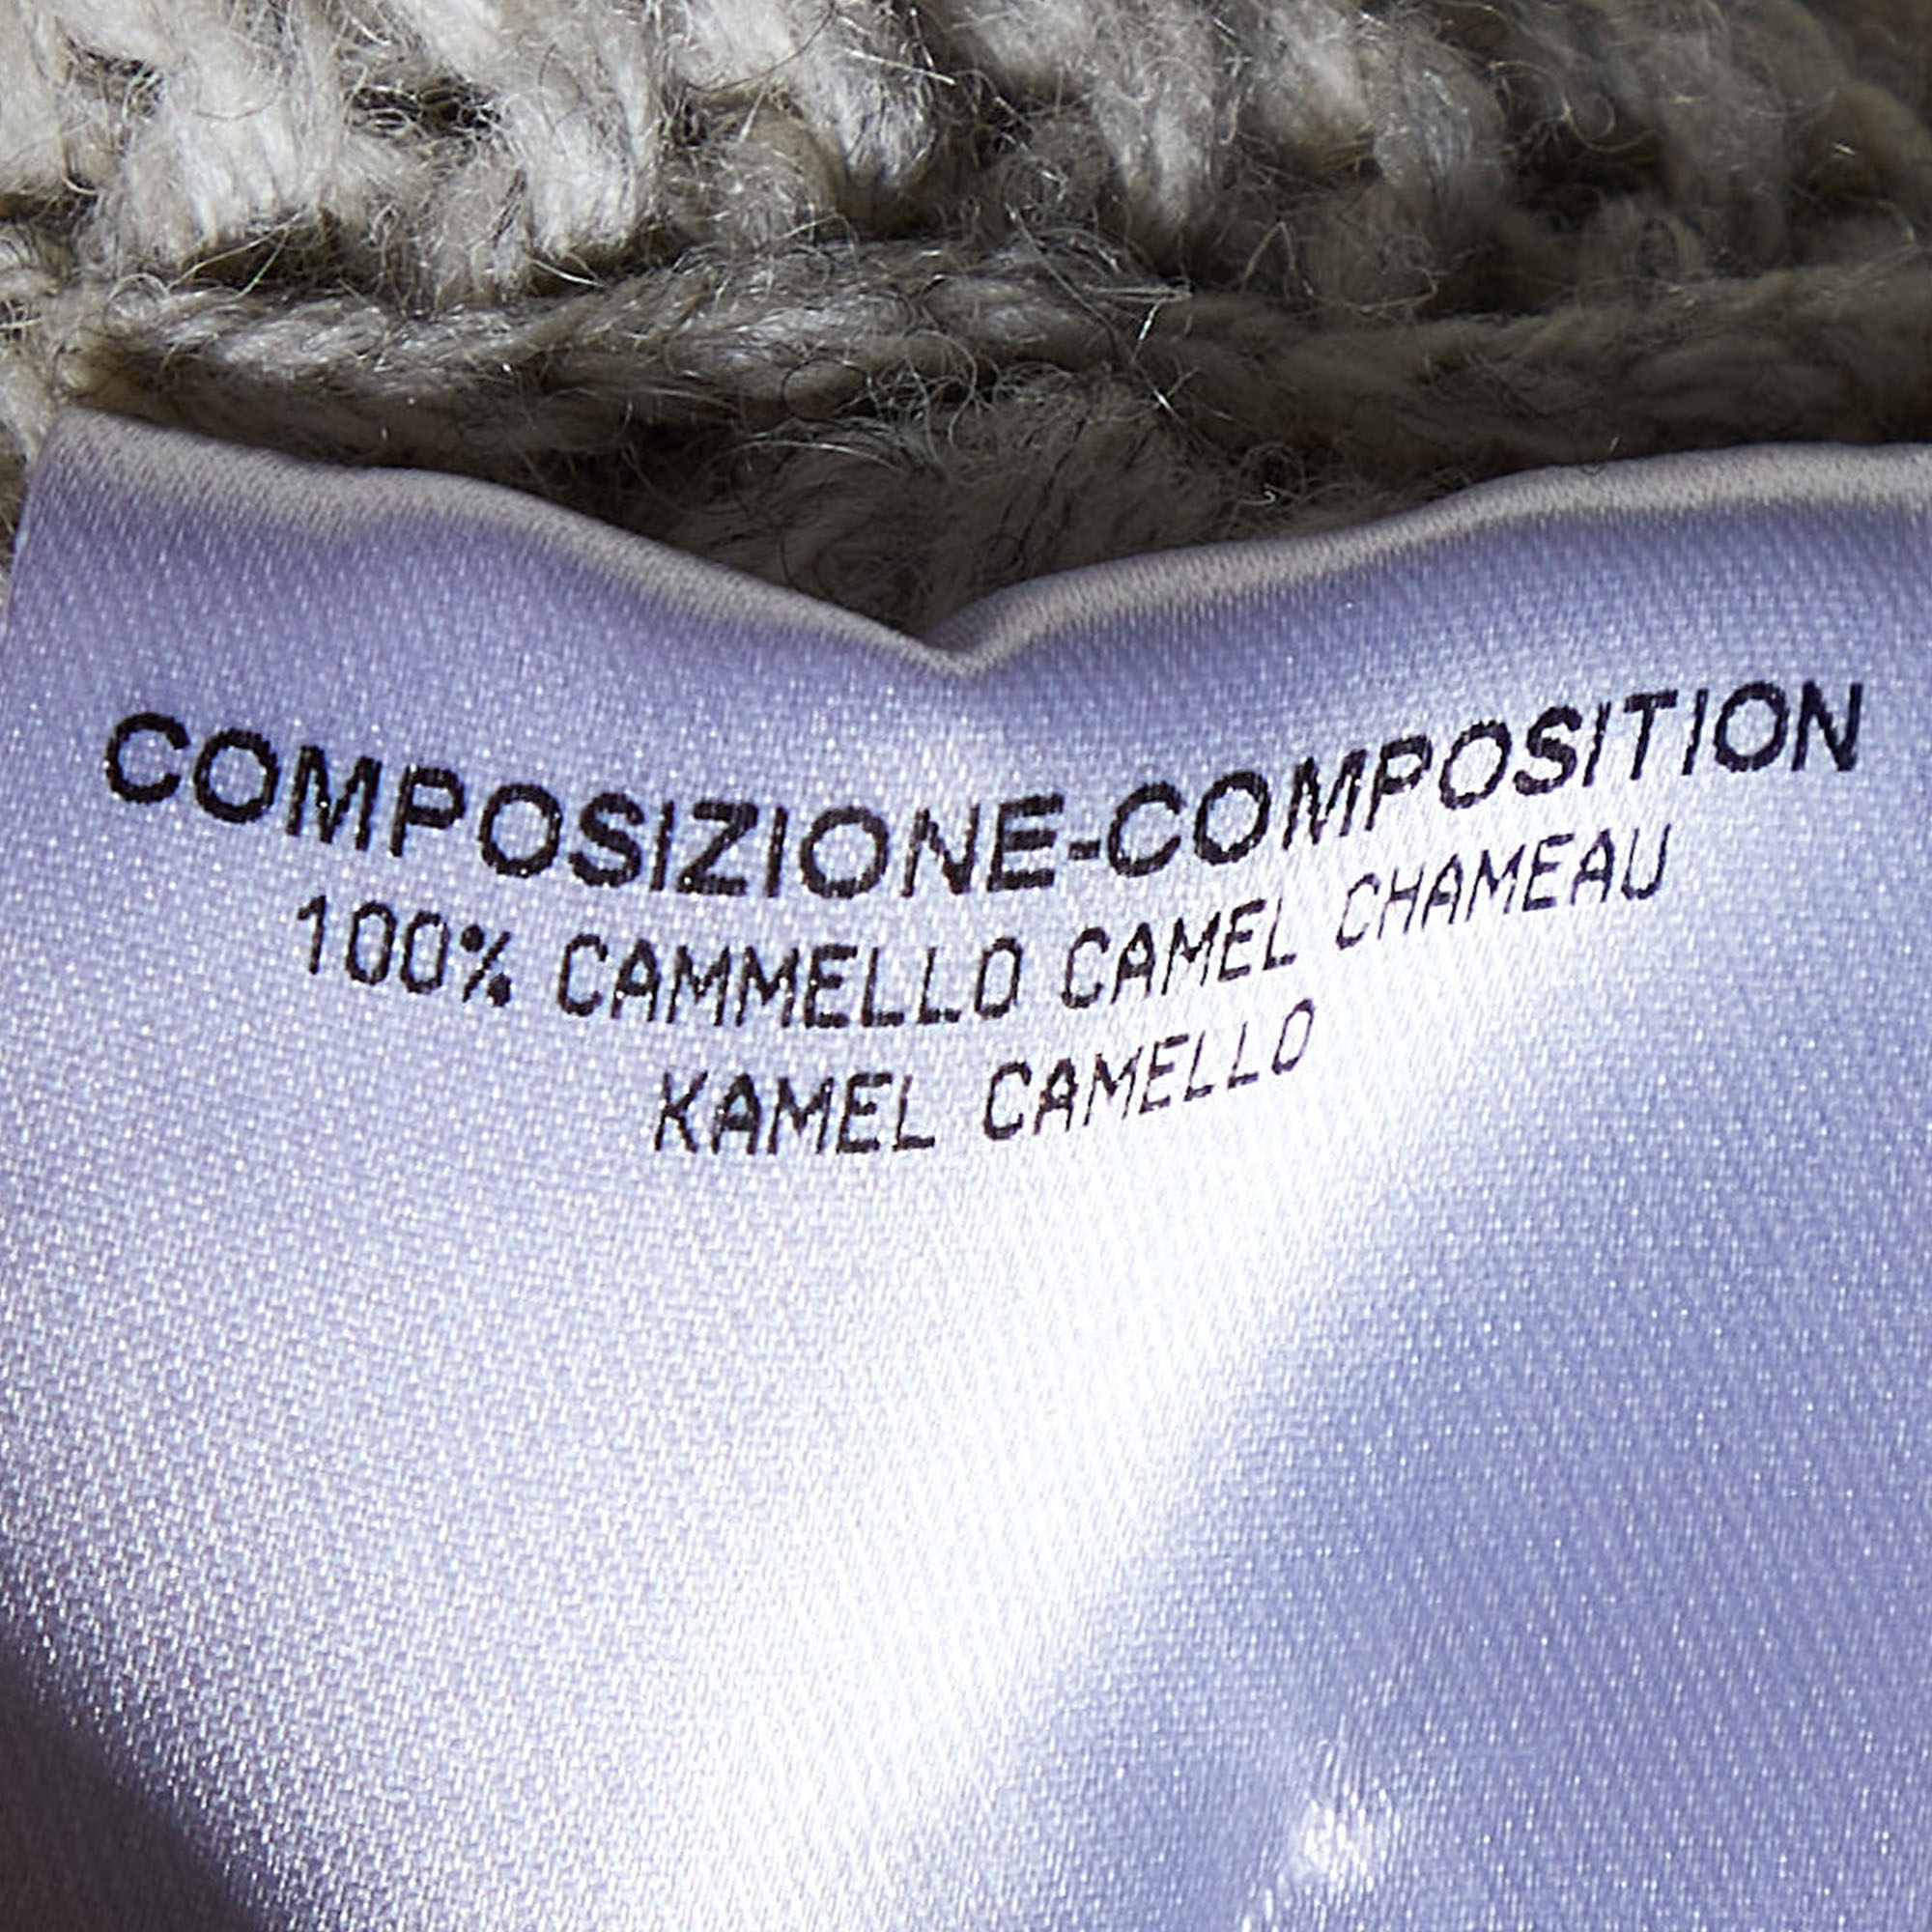 COMPOSIZIONE-COMPOSITION
100% CAMMELLO CAMEL CHAMEAU
KAMEL CAMELLO